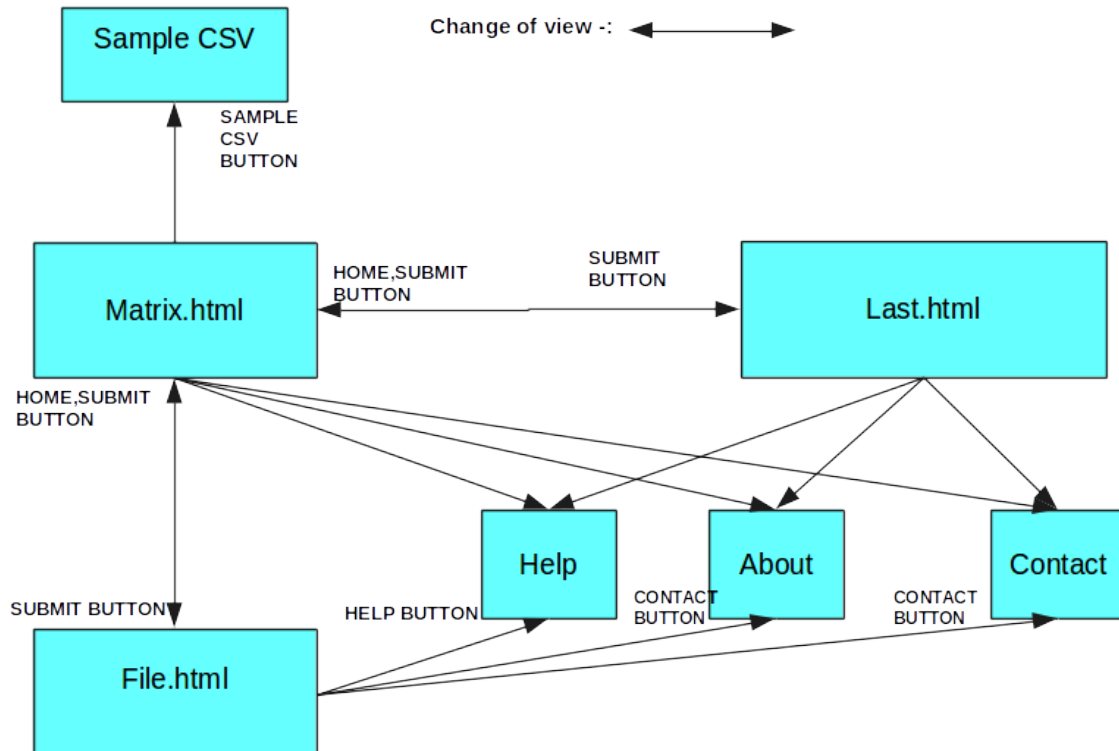 Sample CSV
Change of view -:
SAMPLE
CSV
BUTTON
Matrix.html
HOME,SUBMIT
BUTTON
SUBMIT
BUTTON
Last.html
HOME,SUBMIT
BUTTON
Help
About
Contact
SUBMIT BUTTON
HELP BUTTON
CONTACT
BUTTON
CONTACT
BUTTON
File.html